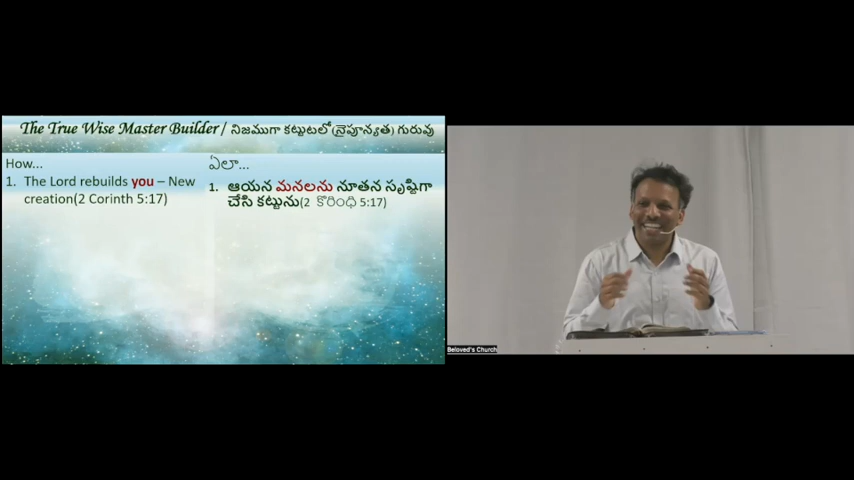 The True Wise Master Builder / నిజముగా కట్టుటలో(నైపూన్యత) గురువు
How...
1. The Lord rebuilds you – New
creation(2 Corinth 5:17)
ఏలా...
1. ఆయన మనలను నూతన సృష్టిగా
చేసి కట్టును(2 కొరింధి 5:17)
Beloved's Church